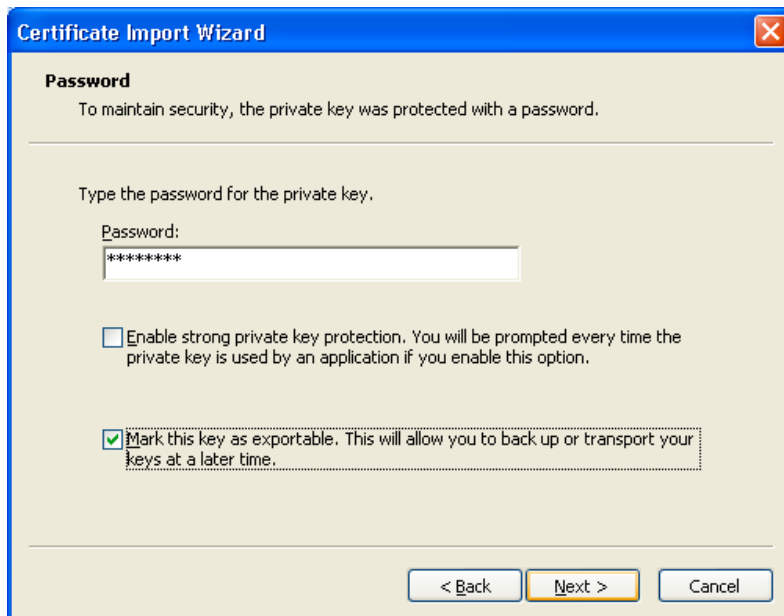 Certificate Import Wizard
Password
To maintain security, the private key was protected with a password.
Type the password for the private key.
Password:
********
Enable strong private key protection. You will be prompted every time the
private key is used by an application if you enable this option.
Mark this key as exportable. This will allow you to back up or transport your
keys at a later time.
< Back
Next >
Cancel